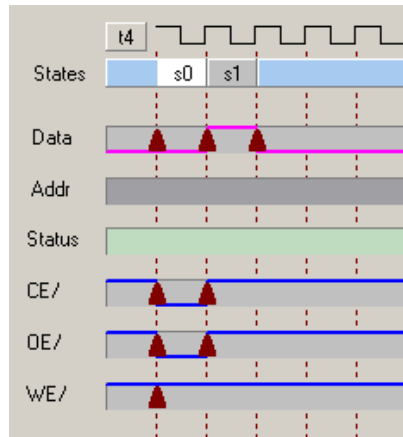 t4
States s0 s1
Data
Addr
Status
CE/
OE/
WE/